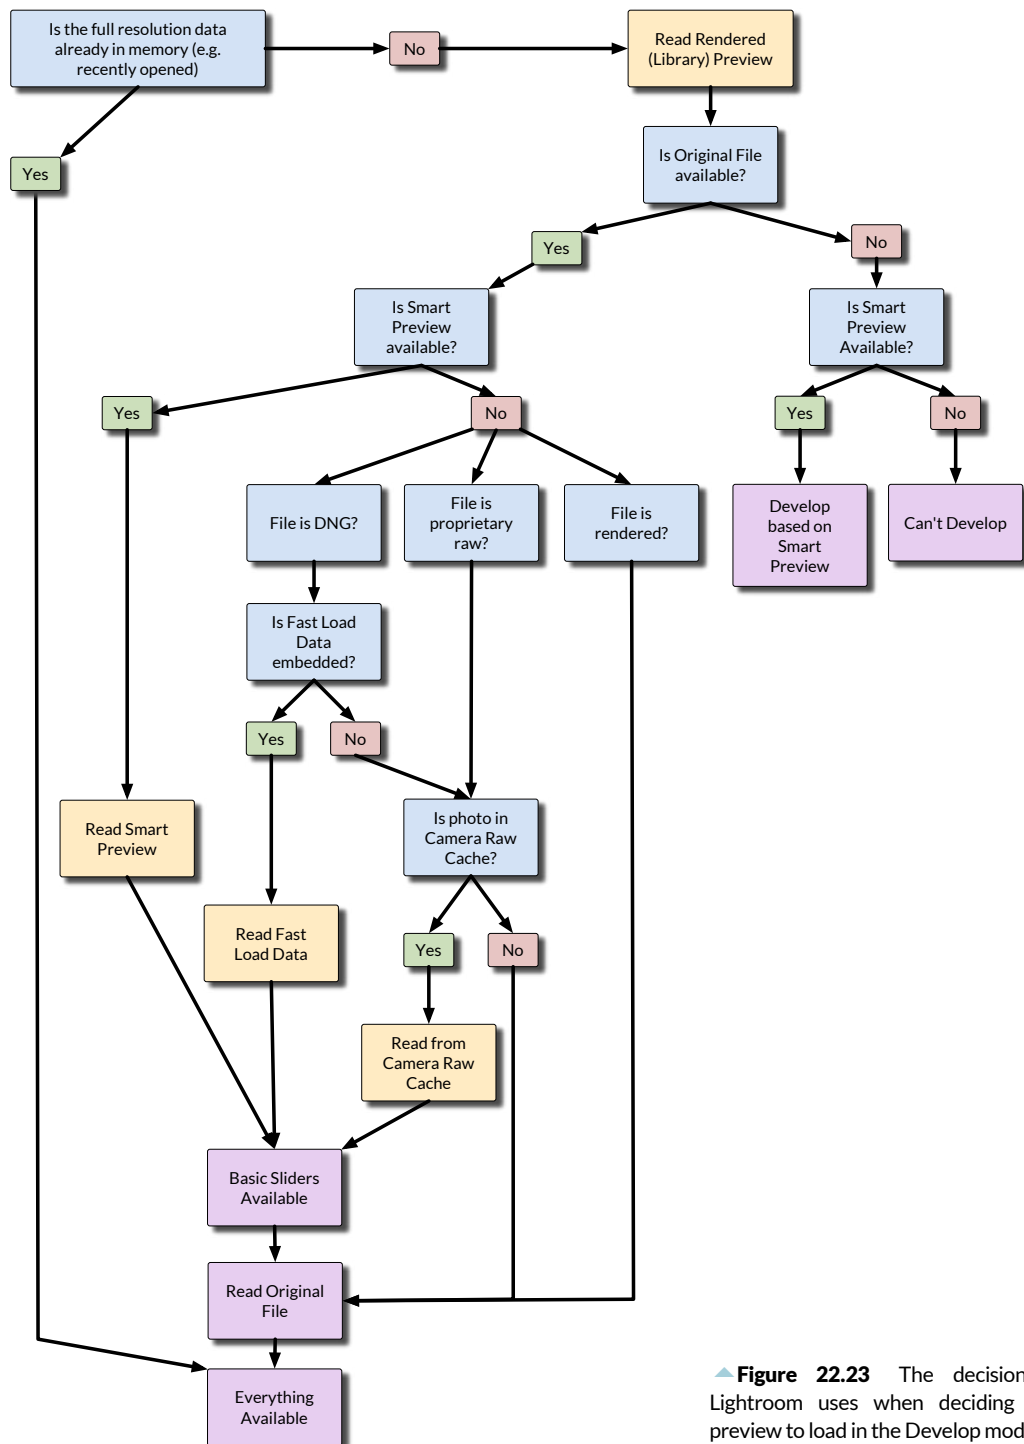 Is the full resolution data
already in memory (e.g.
recently opened)
No
Read Rendered
(Library) Preview
Yes
Is Original File
available?
Yes
No
Is Smart
Preview
available?
Is Smart
Preview
Available?
Yes
No
Yes
No
File is DNG?
File is
proprietary
raw?
File is
rendered?
Develop
based on
Smart
Preview
Can't Develop
Is Fast Load
Data
embedded?
Yes
No
Read Smart
Preview
Is photo in
Camera Raw
Cache?
Read Fast
Load Data
Yes
No
Read from
Camera Raw
Cache
Basic Sliders
Available
Read Original
File
Everything
Available
Figure 22.23 The decision
Lightroom uses when deciding
preview to load in the Develop mod